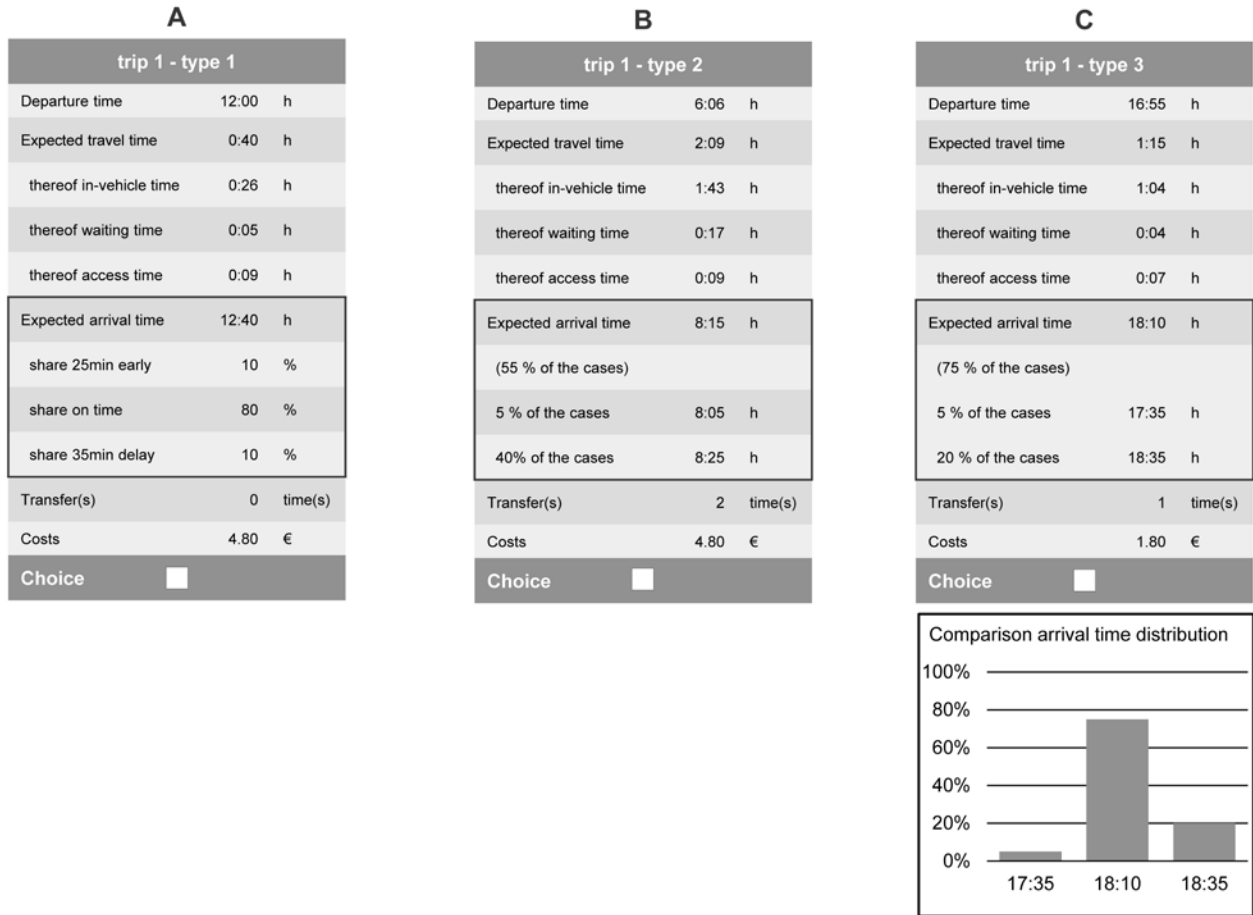 A
trip 1 - type 1
Departure time 12:00 h
Expected travel time 0:40 h
thereof in-vehicle time 0:26 h
thereof waiting time 0:05 h
thereof access time 0:09 h
Expected arrival time 12:40 h
share 25min early 10 %
share on time 80 %
share 35min delay 10 %
Transfer(s) 0 time(s)
Costs 4.80 €
Choice
B
trip 1 - type 2
Departure time 6:06 h
Expected travel time 2:09 h
thereof in-vehicle time 1:43 h
thereof waiting time 0:17 h
thereof access time 0:09 h
Expected arrival time 8:15 h
(55 % of the cases)
5 % of the cases 8:05 h
40% of the cases 8:25 h
Transfer(s) 2 time(s)
Costs 4.80 €
Choice
C
trip 1 - type 3
Departure time 16:55 h
Expected travel time 1:15 h
thereof in-vehicle time 1:04 h
thereof waiting time 0:04 h
thereof access time 0:07 h
Expected arrival time 18:10 h
(75 % of the cases)
5 % of the cases 17:35 h
20 % of the cases 18:35 h
Transfer(s) 1 time(s)
Costs 1.80 €
Choice
Comparison arrival time distribution
100%
80%
60%
40%
20%
0%
17:35 18:10 18:35